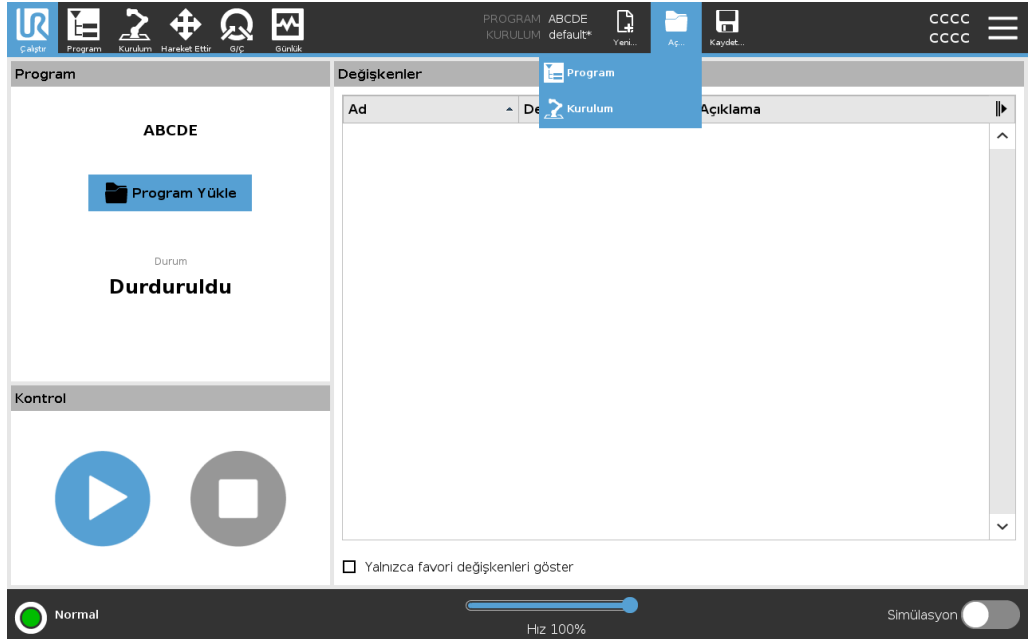 Çalıştır
Program
Kurulum
Hareket Ettir
G/Ç
Günlük
PROGRAM ABCDE
KURULUM default*
Yeni...
Aç...
Kaydet...
CCCC
CCCC
Program
Kurulum
Program
ABCDE
Program Yükle
Durum
Durduruldu
Kontrol
Değişkenler
Ad
De
Açıklama
Yalnızca favori değişkenleri göster
Normal
Hız 100%
Simülasyon